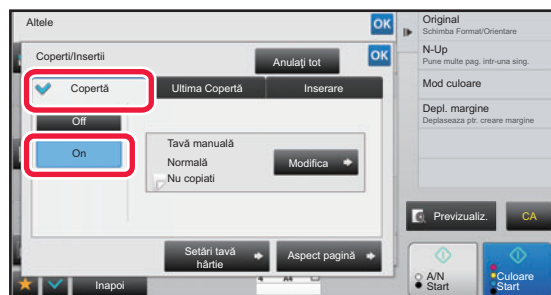 Altele
OK
Coperti/Insertii
Anulaţi tot
OK
Copertă
Ultima Copertă
Inserare
Off
On
Tavă manuală
Normală
Nu copiati
Modifica
Setări tavă
hârtie
Aspect pagină
Inapoi
Original
Schimba Format/Orientare
N-Up
Pune multe pag. intr-una sing.
Mod culoare
Depl. margine
Deplaseaza ptr. creare margine
Previzualiz.
CA
A/N
Start
Culoare
Start